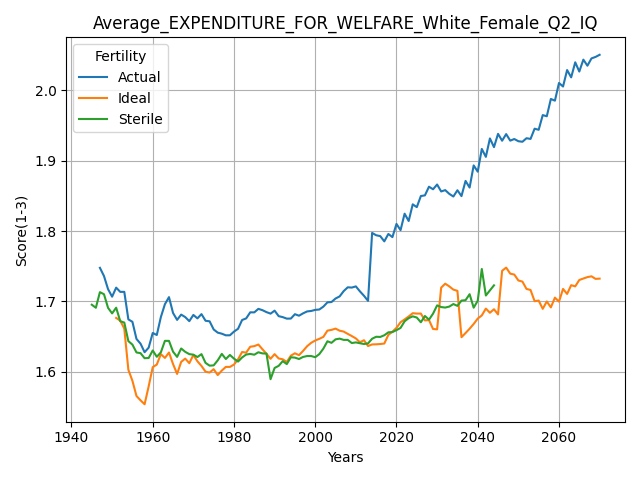 Average_EXPENDITURE_FOR_WELFARE_White_Female_Q2_IQ
Fertility
Actual
Ideal
Sterile
Score(1-3)
2.0
1.9
1.8
1.7
1.6
1940 1960 1980 2000 2020 2040 2060
Years